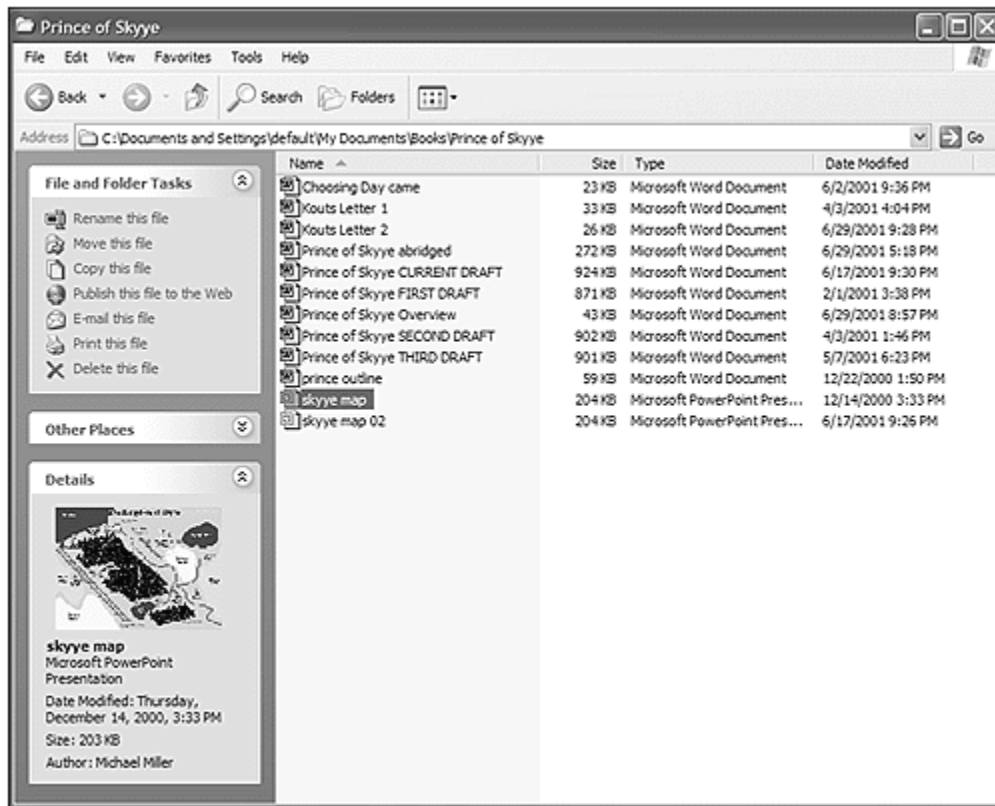 Prince of Skyye
File Edit View Favorites Tools Help
Back Search Folders
Address C:\Documents and Settings\default\My Documents\Books\Prince of Skyye Go
File and Folder Tasks
Rename this file
Move this file
Copy this file
Publish this file to the Web
E-mail this file
Print this file
Delete this file
Other Places
Details
skyye map
Microsoft PowerPoint
Presentation
Date Modified: Thursday,
December 14, 2000, 3:33 PM
Size: 203 KB
Author: Michael Miller
Name Size Type Date Modified
Choosing Day came 23 KB Microsoft Word Document 6/2/2001 9:36 PM
Kouts Letter 1 33 KB Microsoft Word Document 4/3/2001 4:04 PM
Kouts Letter 2 26 KB Microsoft Word Document 6/29/2001 9:28 PM
Prince of Skyye abridged 272 KB Microsoft Word Document 6/29/2001 5:18 PM
Prince of Skyye CURRENT DRAFT 924 KB Microsoft Word Document 6/17/2001 9:30 PM
Prince of Skyye FIRST DRAFT 871 KB Microsoft Word Document 2/1/2001 3:38 PM
Prince of Skyye Overview 43 KB Microsoft Word Document 6/29/2001 8:57 PM
Prince of Skyye SECOND DRAFT 902 KB Microsoft Word Document 4/3/2001 1:46 PM
Prince of Skyye THIRD DRAFT 901 KB Microsoft Word Document 5/7/2001 6:23 PM
prince outline 59 KB Microsoft Word Document 12/22/2000 1:50 PM
skyye map 204 KB Microsoft PowerPoint Pres... 12/14/2000 3:33 PM
skyye map 02 204 KB Microsoft PowerPoint Pres... 6/17/2001 9:26 PM